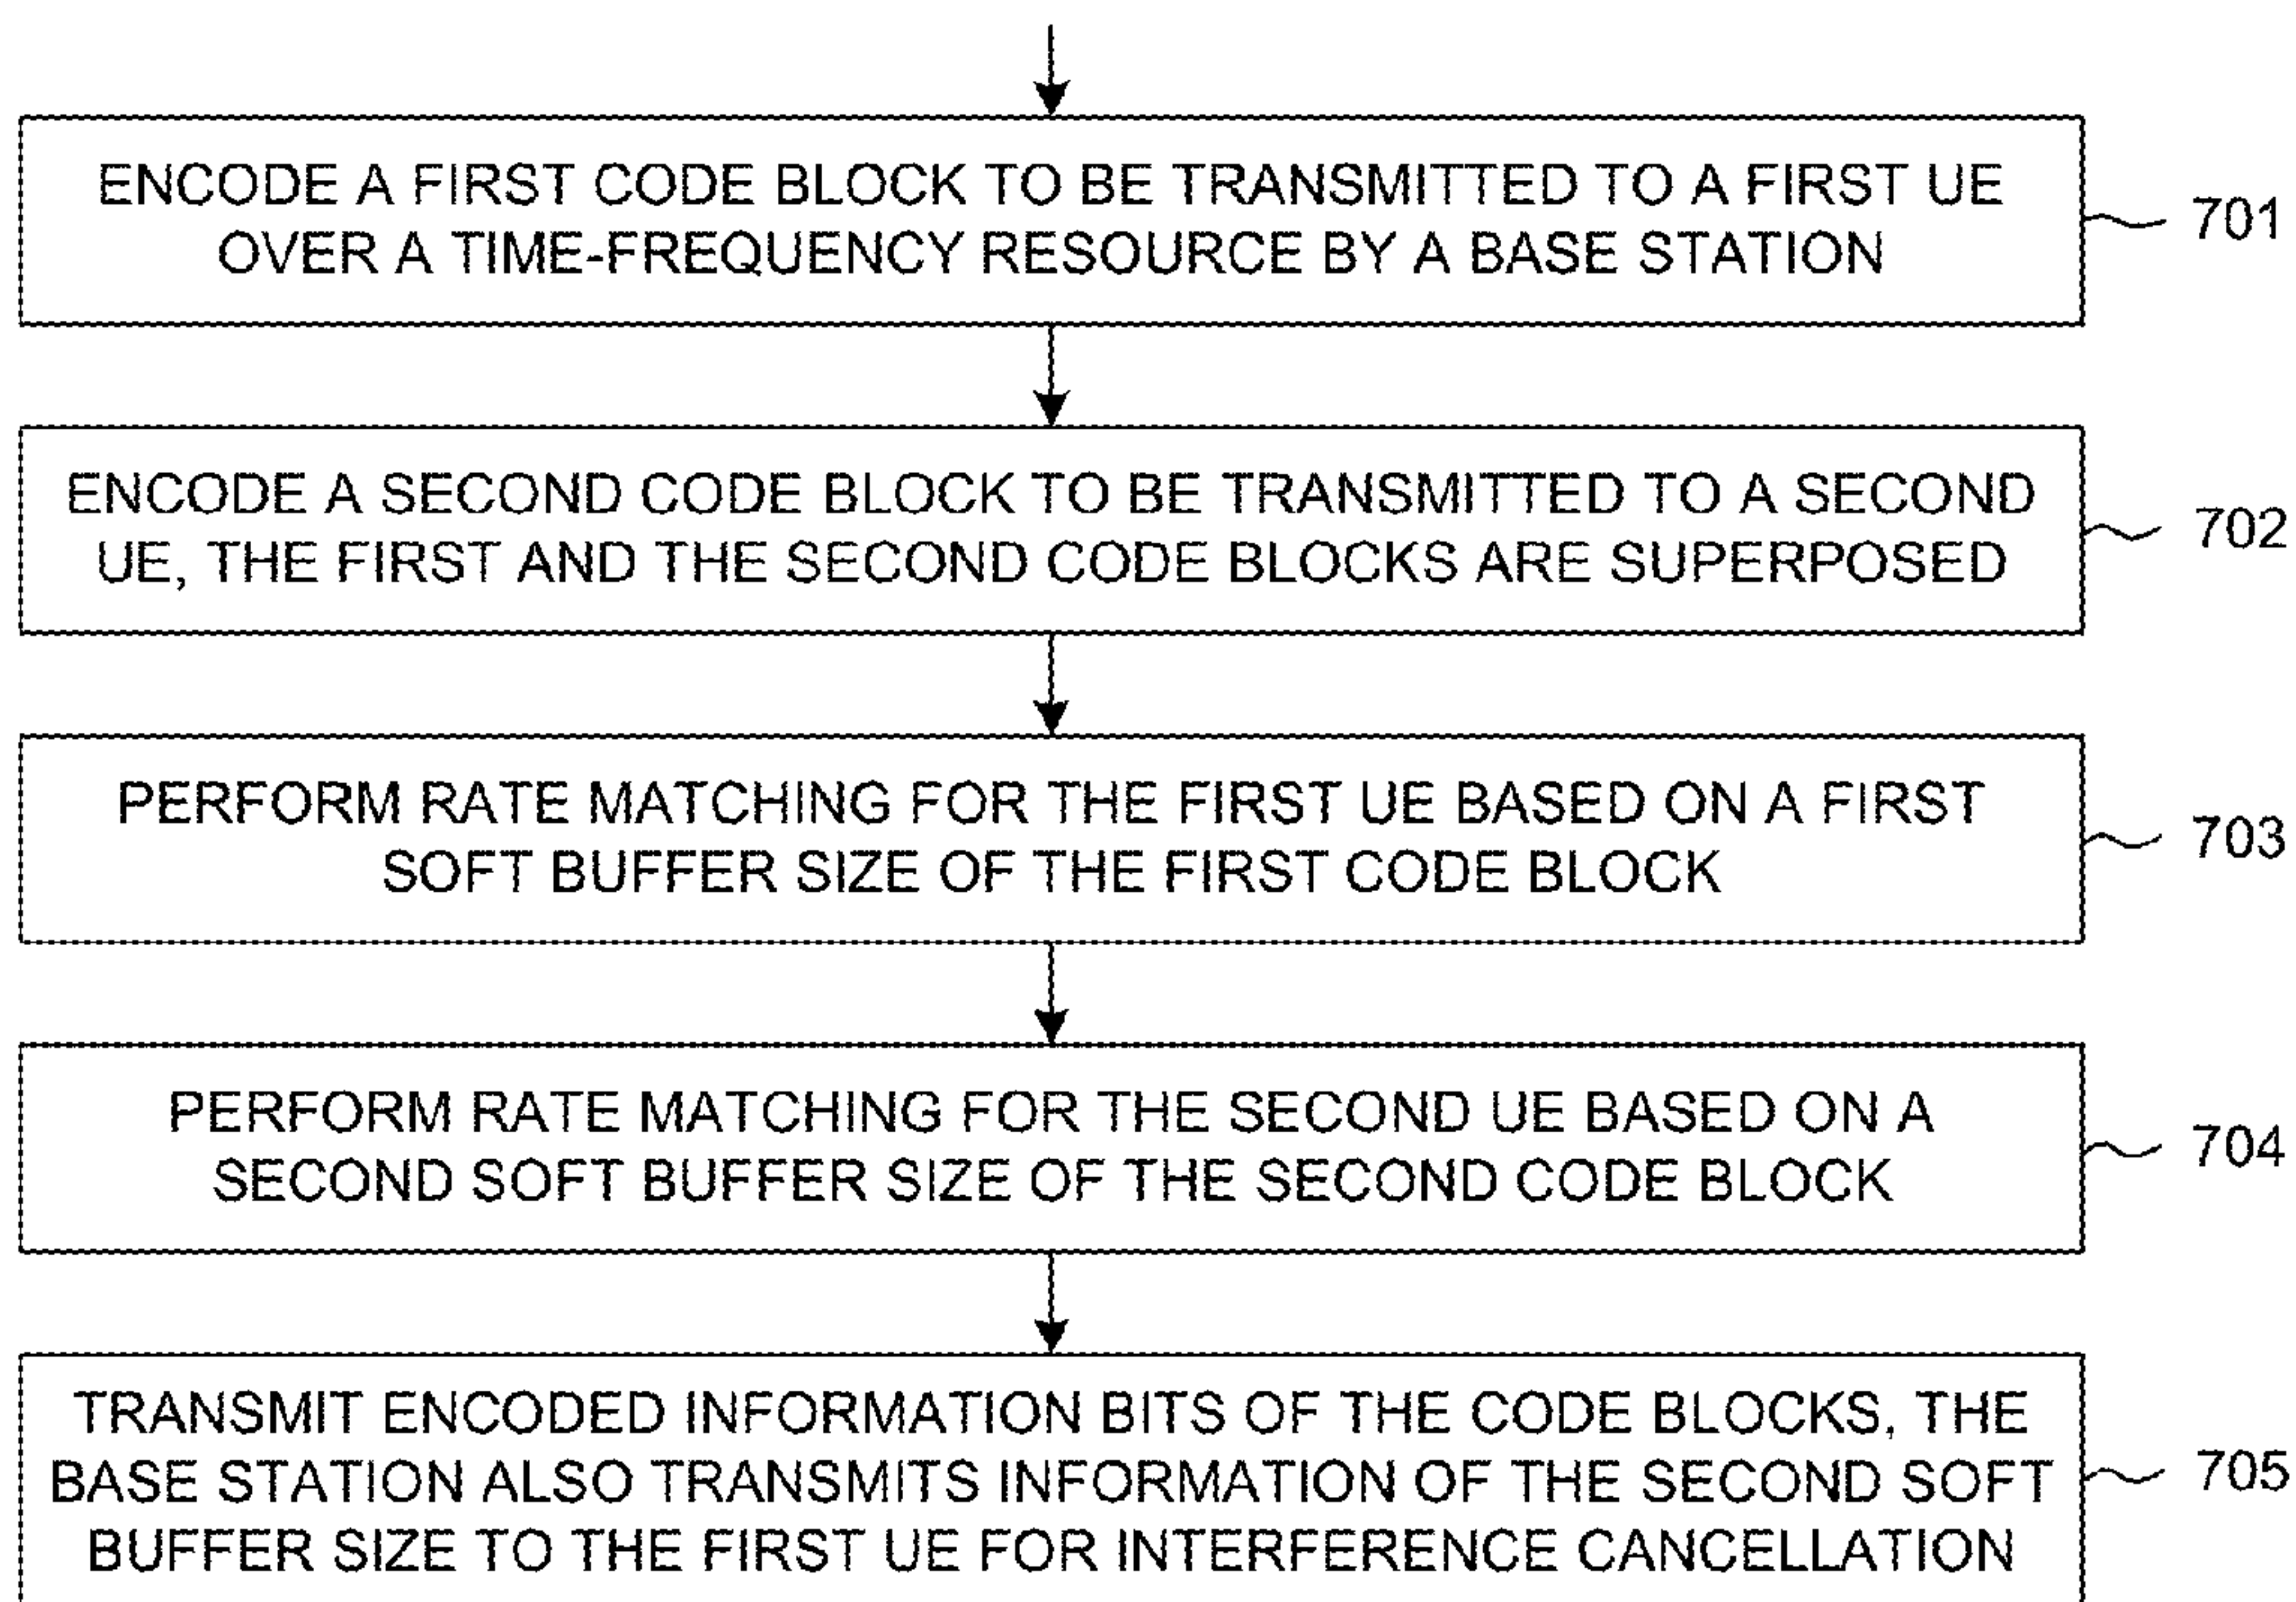 ENCODE A FIRST CODE BLOCK TO BE TRANSMITTED TO A FIRST UE
OVER A TIME-FREQUENCY RESOURCE BY A BASE STATION
701
ENCODE A SECOND CODE BLOCK TO BE TRANSMITTED TO A SECOND
UE, THE FIRST AND THE SECOND CODE BLOCKS ARE SUPERPOSED
702
PERFORM RATE MATCHING FOR THE FIRST UE BASED ON A FIRST
SOFT BUFFER SIZE OF THE FIRST CODE BLOCK
703
PERFORM RATE MATCHING FOR THE SECOND UE BASED ON A
SECOND SOFT BUFFER SIZE OF THE SECOND CODE BLOCK
704
TRANSMIT ENCODED INFORMATION BITS OF THE CODE BLOCKS, THE
BASE STATION ALSO TRANSMITS INFORMATION OF THE SECOND SOFT
BUFFER SIZE TO THE FIRST UE FOR INTERFERENCE CANCELLATION
705